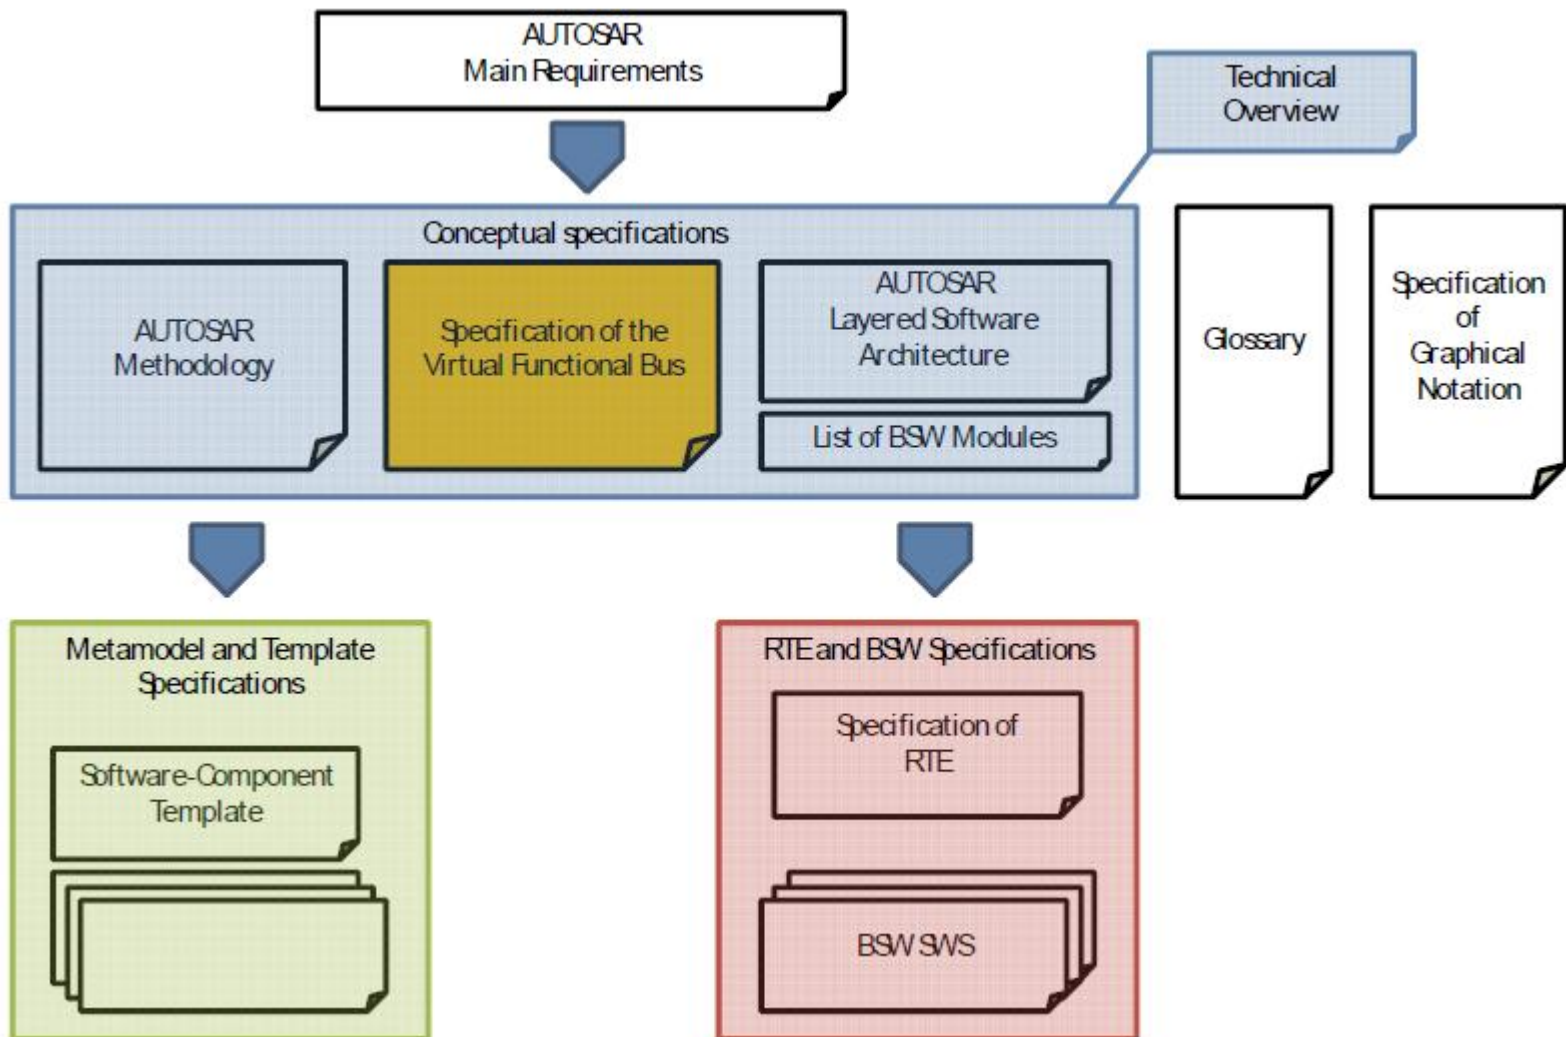 AUTOSAR
Main Requirements
Technical
Overview
Conceptual specifications
AUTOSAR
Methodology
Specification of the
Virtual Functional Bus
AUTOSAR
Layered Software
Architecture
List of BSW Modules
Glossary
Specification
of
Graphical
Notation
Metamodel and Template
Specifications
Software-Component
Template
RTE and BSW Specifications
Specification of
RTE
BSW SWS